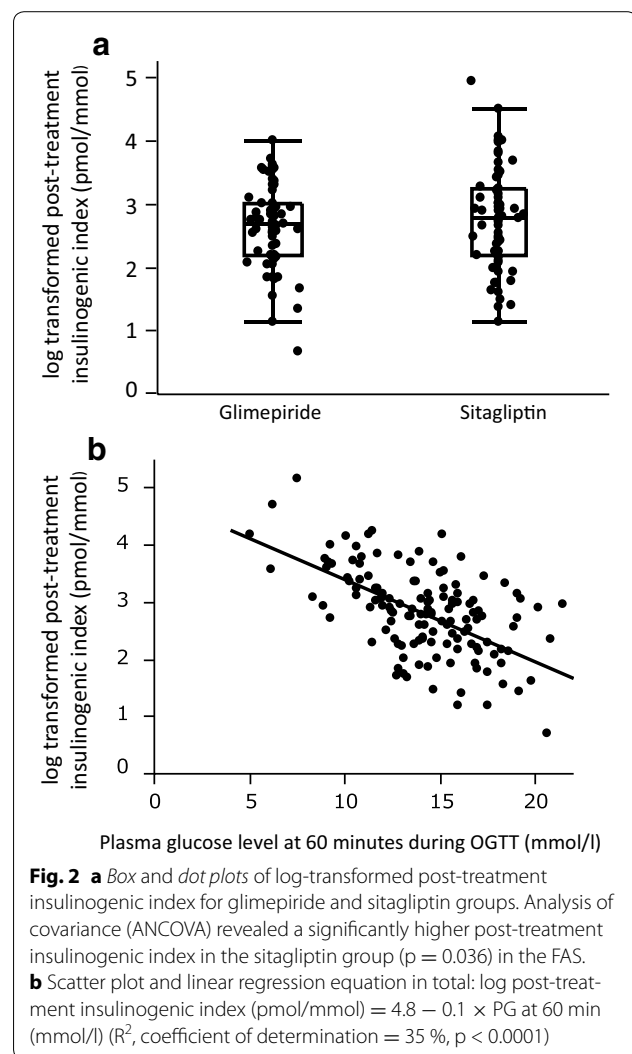 a
log transformed post-treatment
insulinogenic index (pmol/mmol)
5
4
3
2
1
0
Glimepiride
Sitagliptin
b
log transformed post-treatment
insulinogenic index (pmol/mmol)
5
4
3
2
1
0
0 5 10 15 20
Plasma glucose level at 60 minutes during OGTT (mmol/l)
Fig. 2 a Box and dot plots of log-transformed post-treatment
insulinogenic index for glimepiride and sitagliptin groups. Analysis of
covariance (ANCOVA) revealed a significantly higher post-treatment
insulinogenic index in the sitagliptin group (p = 0.036) in the FAS.
b Scatter plot and linear regression equation in total: log post-treat-
ment insulinogenic index (pmol/mmol) = 4.8 − 0.1 × PG at 60 min
(mmol/l) (R², coefficient of determination = 35 %, p < 0.0001)